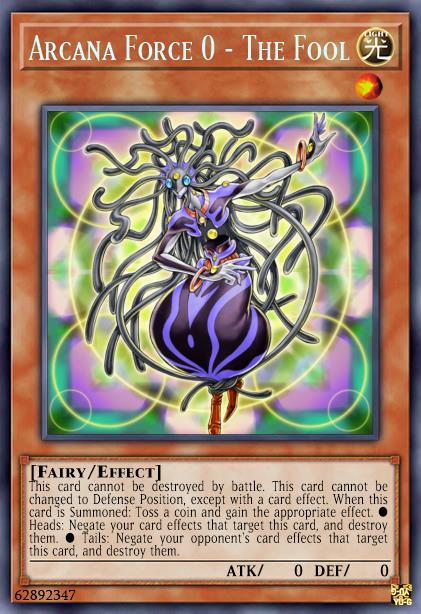 ARCANA FORCE 0 - THE FOOL
LIGHT
光
[FAIRY/EFFECT]
This card cannot be destroyed by battle. This card cannot be
changed to Defense Position, except with a card effect. When this
card is Summoned: Toss a coin and gain the appropriate effect. ●
Heads: Negate your card effects that target this card, and destroy
them. ● Tails: Negate your opponent's card effects that target
this card, and destroy them.
ATK/ 0 DEF/ 0
62892347